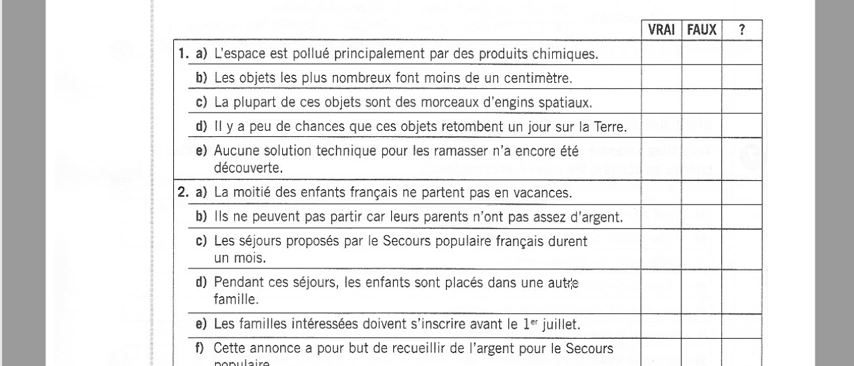 VRAI FAUX ?
1. a) L'espace est pollué principalement par des produits chimiques.
b) Les objets les plus nombreux font moins de un centimètre.
c) La plupart de ces objets sont des morceaux d'engins spatiaux.
d) Il y a peu de chances que ces objets retombent un jour sur la Terre.
e) Aucune solution technique pour les ramasser n'a encore été
découverte.
2. a) La moitié des enfants français ne partent pas en vacances.
b) Ils ne peuvent pas partir car leurs parents n'ont pas assez d'argent.
c) Les séjours proposés par le Secours populaire français durent
un mois.
d) Pendant ces séjours, les enfants sont placés dans une autre
famille.
e) Les familles intéressées doivent s'inscrire avant le 1er juillet.
f) Cette annonce a pour but de recueillir de l'argent pour le Secours
populaire.